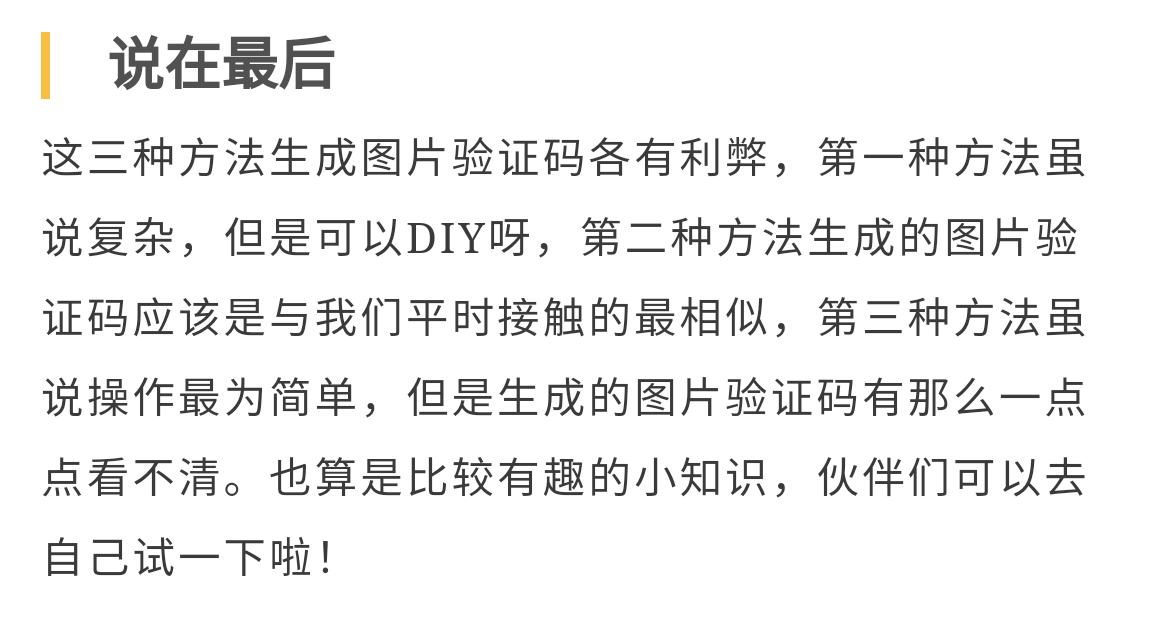 说在最后
这三种方法生成图片验证码各有利弊，第一种方法虽
说复杂，但是可以DIY呀，第二种方法生成的图片验
证码应该是与我们平时接触的最相似，第三种方法虽
说操作最为简单，但是生成的图片验证码有那么一点
点看不清。也算是比较有趣的小知识，伙伴们可以去
自己试一下啦！